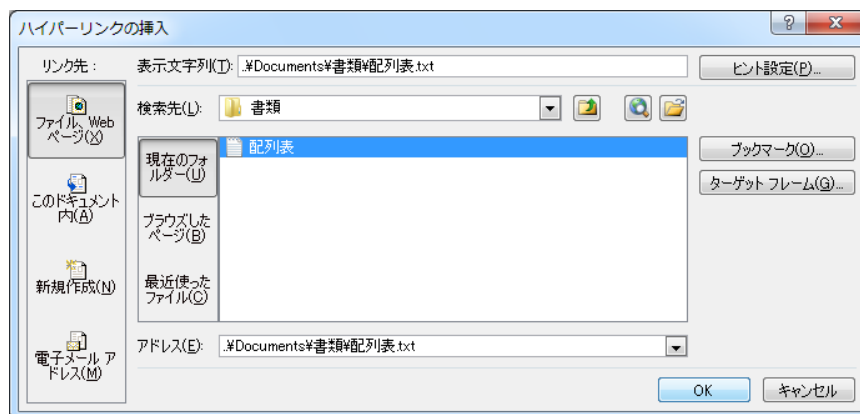 ハイパーリンクの挿入
リンク先：
表示文字列(T):
.¥Documents¥書類¥配列表.txt
ヒント設定(P)...
ファイル、Web
ページ(X)
このドキュメント
内(A)
新規作成(N)
電子メール ア
ドレス(M)
検索先(L):
書類
現在のフォ
ルダー(U)
ブラウズした
ページ(B)
最近使った
ファイル(C)
配列表
ブックマーク(O)...
ターゲット フレーム(G)...
アドレス(E):
.¥Documents¥書類¥配列表.txt
OK
キャンセル